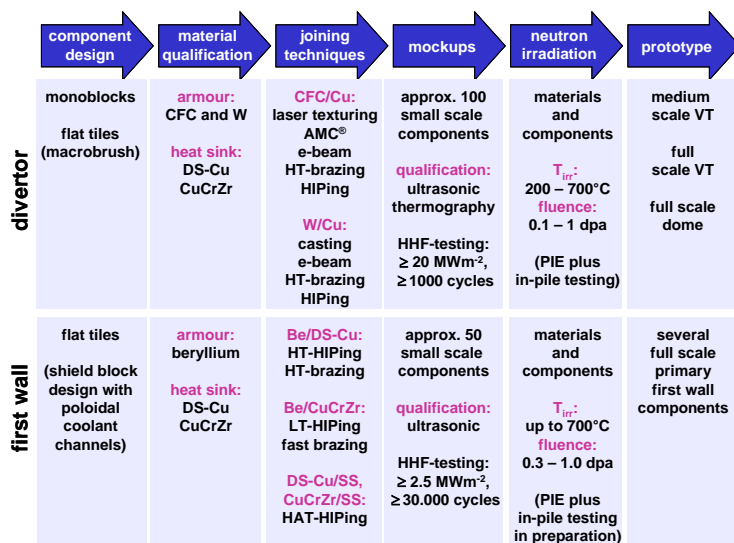 component
design
material
qualification
joining
techniques
mockups
neutron
irradiation
prototype
divertor
monoblocks
flat tiles
(macrobrush)
armour:
CFC and W
heat sink:
DS-Cu
CuCrZr
CFC/Cu:
laser texturing
AMC®
e-beam
HT-brazing
HIPing
W/Cu:
casting
e-beam
HT-brazing
HIPing
approx. 100
small scale
components
qualification:
ultrasonic
thermography
HHF-testing:
≥ 20 MWm-2,
≥ 1000 cycles
materials
and
components
Tirr:
200 – 700°C
fluence:
0.1 – 1 dpa
(PIE plus
in-pile testing)
medium
scale VT
full
scale VT
full scale
dome
first wall
flat tiles
(shield block
design with
poloidal
coolant
channels)
armour:
beryllium
heat sink:
DS-Cu
CuCrZr
Be/DS-Cu:
HT-HIPing
HT-brazing
Be/CuCrZr:
LT-HIPing
fast brazing
DS-Cu/SS,
CuCrZr/SS:
HAT-HIPing
approx. 50
small scale
components
qualification:
ultrasonic
HHF-testing:
≥ 2.5 MWm-2,
≥ 30.000 cycles
materials
and
components
Tirr:
up to 700°C
fluence:
0.3 – 1.0 dpa
(PIE plus
in-pile testing
in preparation)
several
full scale
primary
first wall
components